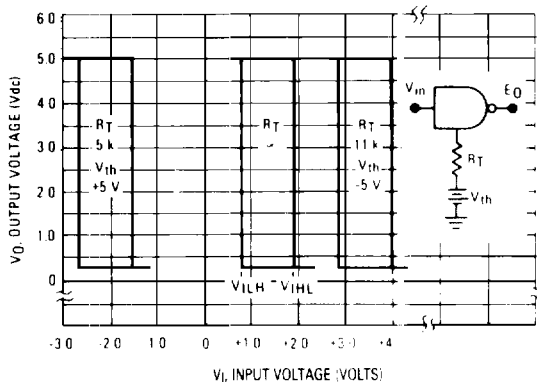 6.0
5.0
4.0
3.0
2.0
1.0
0
VO, OUTPUT VOLTAGE (Vdc)
RT
5 k
Vth
+5 V
RT
∞
RT
11 k
Vth
-5 V
Vin
EO
RT
Vth
VILH
VIHL
-3.0
-2.0
1.0
0
+1.0
+2.0
+3.0
+4
VI, INPUT VOLTAGE (VOLTS)